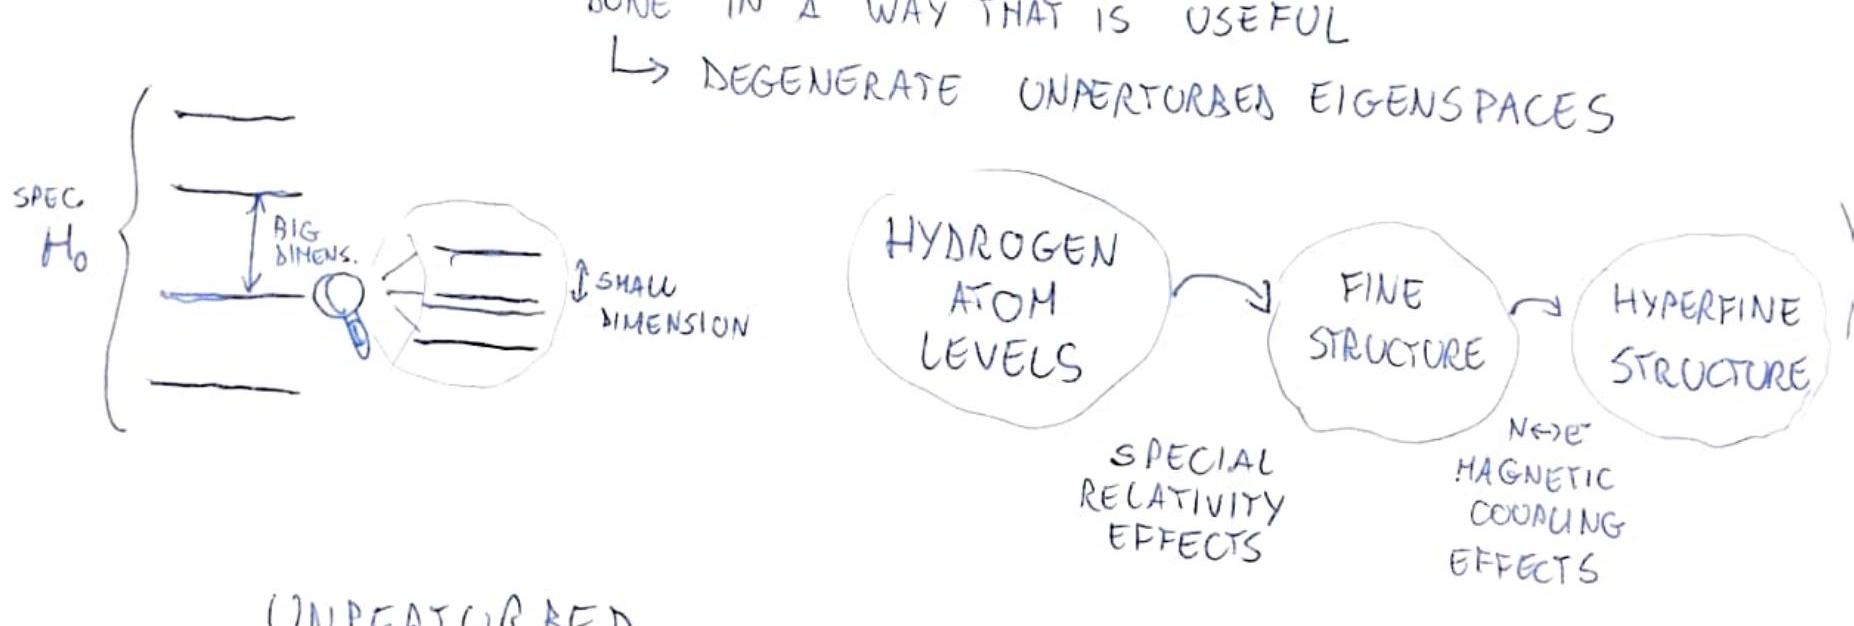 DONE IN A WAY THAT IS USEFUL
↳ DEGENERATE UNPERTURBED EIGENSPACES
SPEC.
H₀
BIG
DIMENS.
SMALL
DIMENSION
HYDROGEN
ATOM
LEVELS
FINE
STRUCTURE
HYPERFINE
STRUCTURE
SPECIAL
RELATIVITY
EFFECTS
N↔e⁻
MAGNETIC
COUPLING
EFFECTS
UNPERTURBED